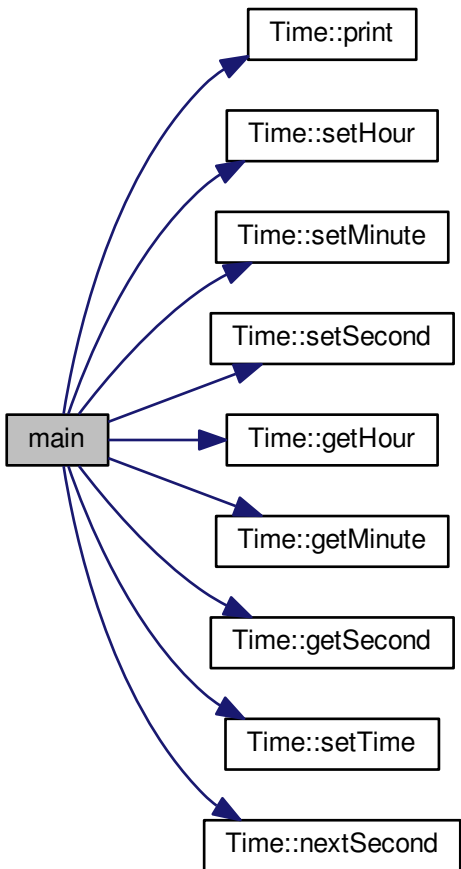 Time::print
Time::setHour
Time::setMinute
Time::setSecond
main
Time::getHour
Time::getMinute
Time::getSecond
Time::setTime
Time::nextSecond